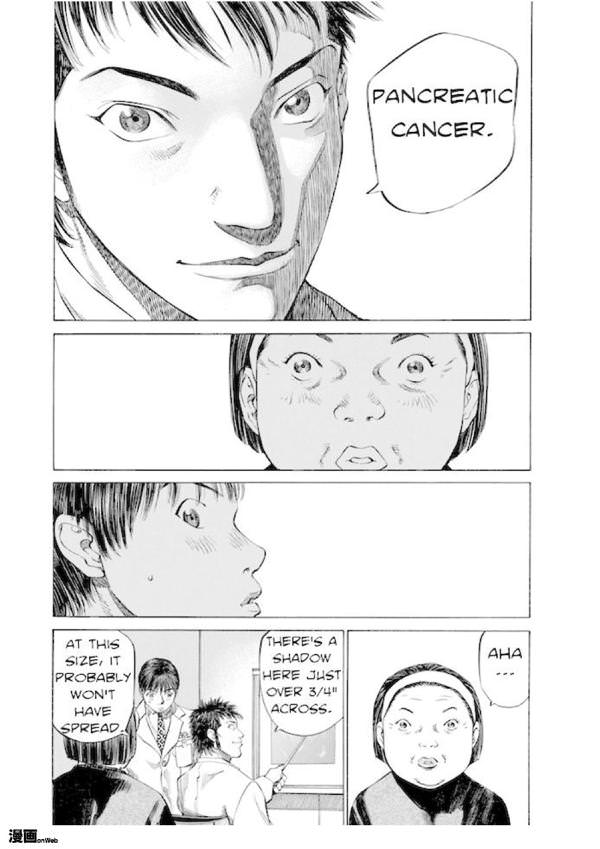 PANCREATIC
CANCER.
THERE'S A
SHADOW
HERE JUST
OVER 3/4"
ACROSS.
AT THIS
SIZE, IT
PROBABLY
WON'T
HAVE
SPREAD.
AHA
...
漫画onWeb